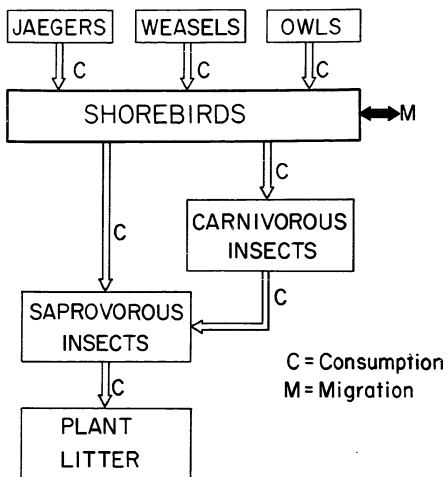 JAEGERS
WEASELS
OWLS
C
C
C
SHOREBIRDS
M
C
C
CARNIVOROUS
INSECTS
C
SAPROVOROUS
INSECTS
C = Consumption
M = Migration
C
PLANT
LITTER